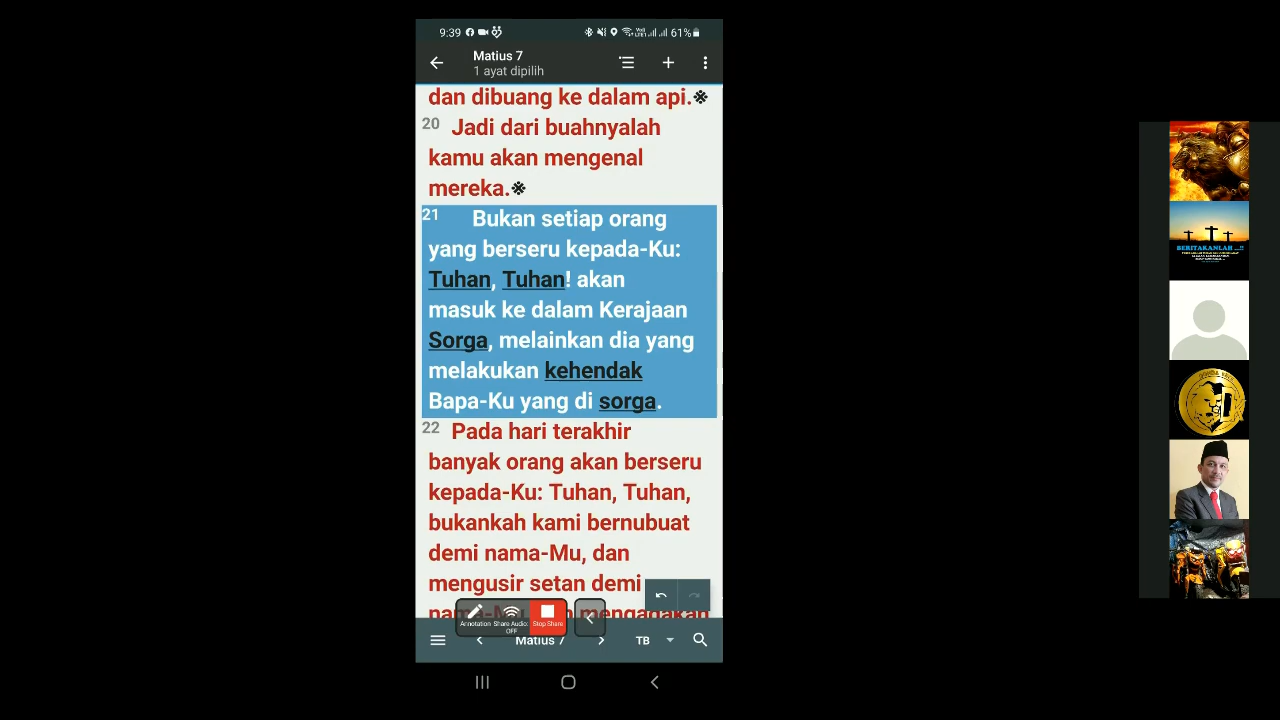 9:39
61%
Matius 7
1 ayat dipilih
dan dibuang ke dalam api.※
20 Jadi dari buahnyalah
kamu akan mengenal
mereka.※
21 Bukan setiap orang
yang berseru kepada-Ku:
Tuhan, Tuhan! akan
masuk ke dalam Kerajaan
Sorga, melainkan dia yang
melakukan kehendak
Bapa-Ku yang di sorga.
22 Pada hari terakhir
banyak orang akan berseru
kepada-Ku: Tuhan, Tuhan,
bukankah kami bernubuat
demi nama-Mu, dan
mengusir setan demi
Annotation
Share Audio:
OFF
Stop Share
Matius 7
TB
BERITAKANLAH ...!!